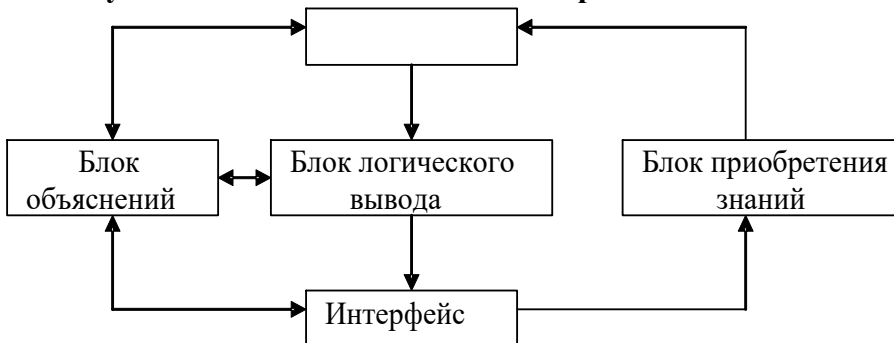 Блок
объяснений
Блок логического
вывода
Блок приобретения
знаний
Интерфейс